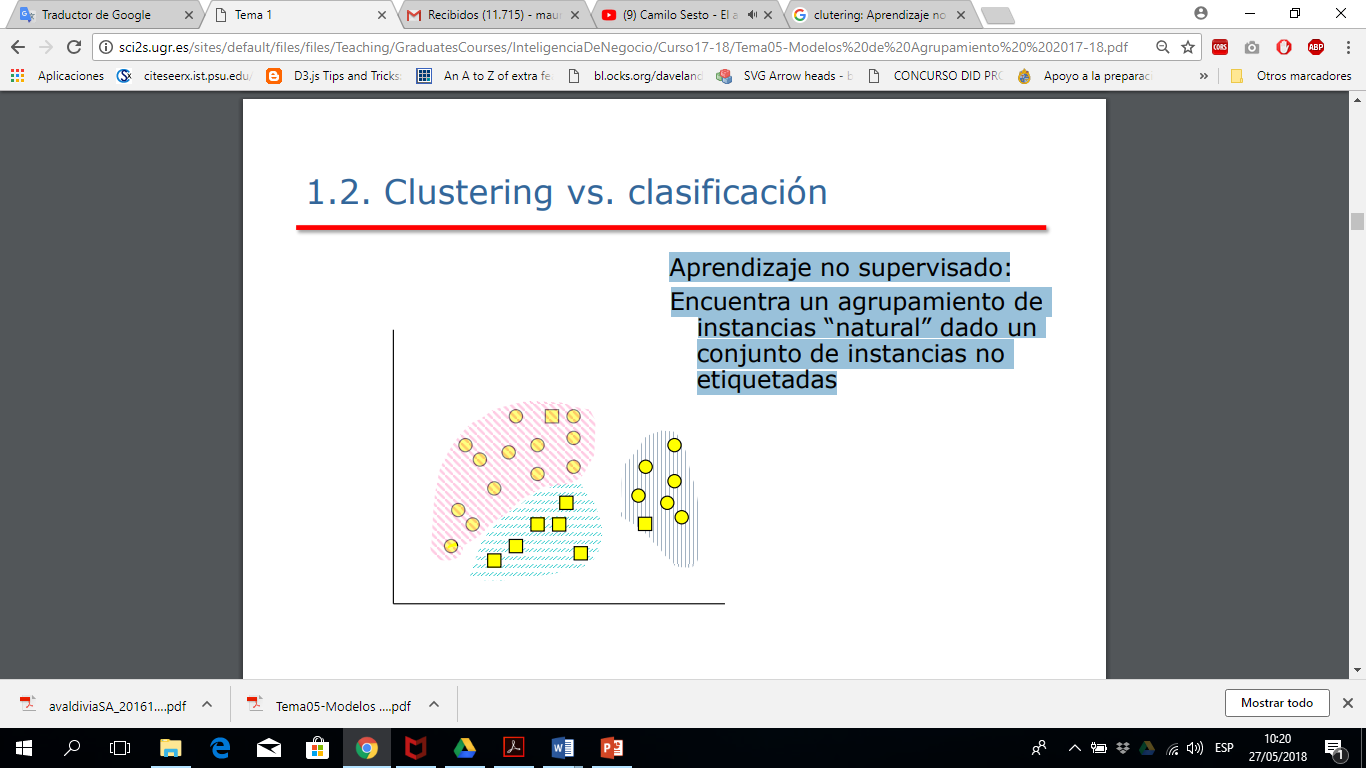 Traductor de Google
Tema 1
Recibidos (11.715) - mau
(9) Camilo Sesto - El a
clutering: Aprendizaje no
sci2s.ugr.es/sites/default/files/files/Teaching/GraduatesCourses/InteligenciaDeNegocio/Curso17-18/Tema05-Modelos%20de%20Agrupamiento%20%202017-18.pdf
CORS
ABP
Aplicaciones
citeseerx.ist.psu.edu/
D3.js Tips and Tricks:
An A to Z of extra fe
bl.ocks.org/daveland
SVG Arrow heads - b
CONCURSO DID PRO
Apoyo a la preparac
»
Otros marcadores
1.2. Clustering vs. clasificación
Aprendizaje no supervisado:
Encuentra un agrupamiento de
instancias “natural” dado un
conjunto de instancias no
etiquetadas
avaldiviaSA_20161....pdf
Tema05-Modelos ....pdf
Mostrar todo
ESP
10:20
27/05/2018
1